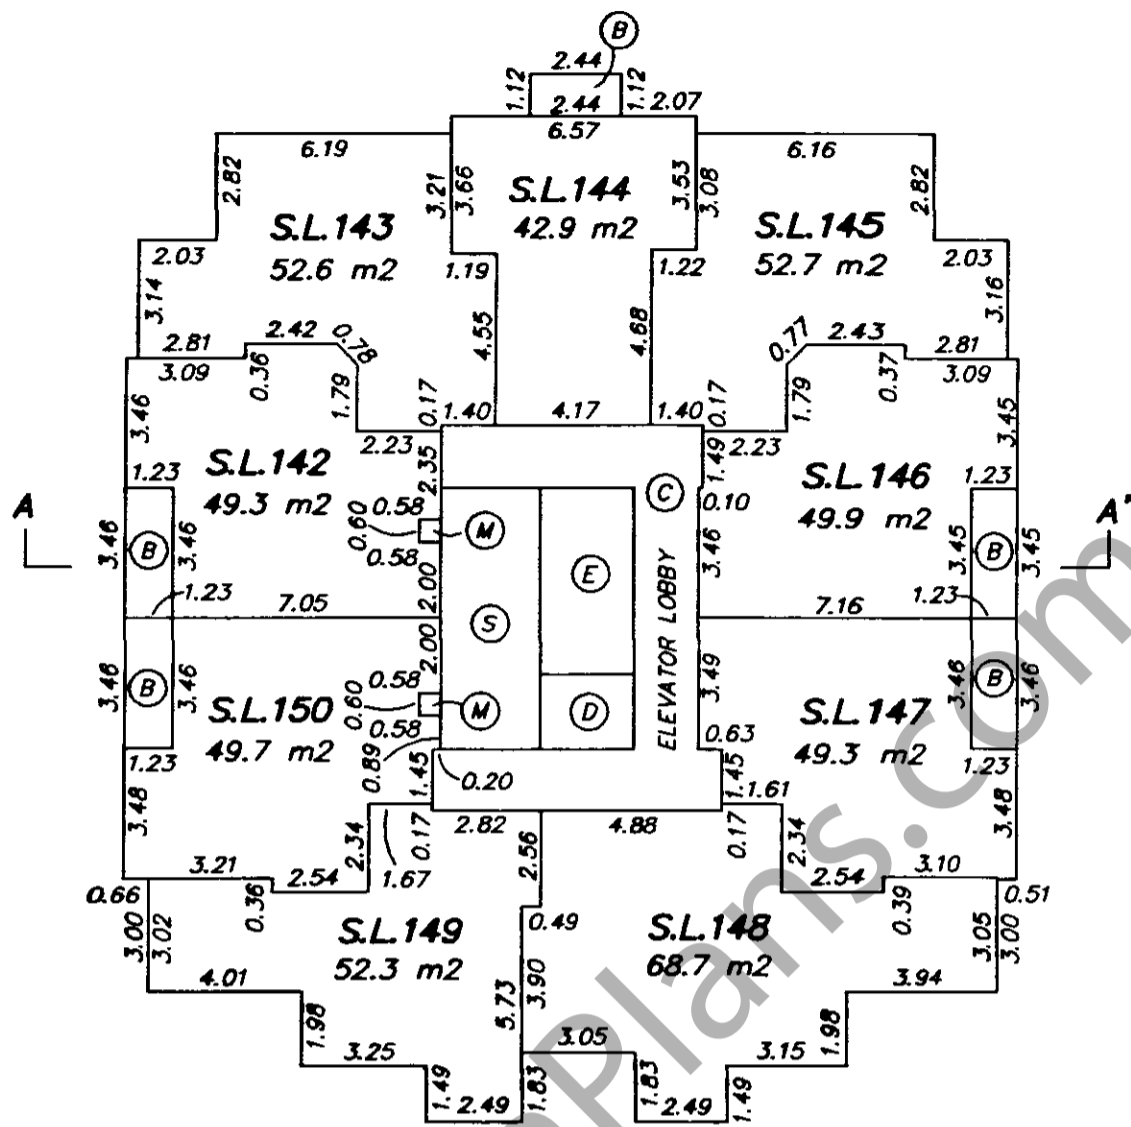 B
2.44
1.12 2.44 1.12 2.07
6.57
6.19 6.16
2.82 3.21 3.66 S.L.144 3.53 3.08 2.82
42.9 m2
S.L.143 S.L.145
52.6 m2 52.7 m2
2.03 1.19 1.22 2.03
3.14 4.55 4.68 3.16
2.81 2.42 0.78 0.77 2.43 2.81
3.09 0.36 0.37 3.09
1.79 0.17 1.40 4.17 1.40 0.17 1.79
3.46 2.23 2.23 3.45
S.L.142 2.35 1.49 S.L.146
49.3 m2 49.9 m2
1.23 C 1.23
A 0.58 0.10 A'
3.46 B 3.46 0.60 M 3.46 3.45 B 3.45
0.58 E
1.23 7.05 2.00 S ELEVATOR LOBBY 7.16 1.23
2.00
3.46 B 3.46 0.58 3.49 3.46 B 3.46
S.L.150 0.60 M D S.L.147
49.7 m2 0.58 49.3 m2
1.23 0.89 0.63 1.23
0.20
3.48 1.45 1.45 1.61 3.48
2.82 4.88
2.34 0.17 2.56 0.17 2.34
3.21 1.67 3.10
0.66 2.54 2.54 0.51
0.36 0.49 0.39
3.00 3.02 S.L.149 S.L.148 3.05 3.00
52.3 m2 68.7 m2
4.01 5.73 3.90 3.94
1.98 1.98
3.25 3.05 3.15
1.49 1.83 1.83 1.49
2.49 2.49
nPlans.com